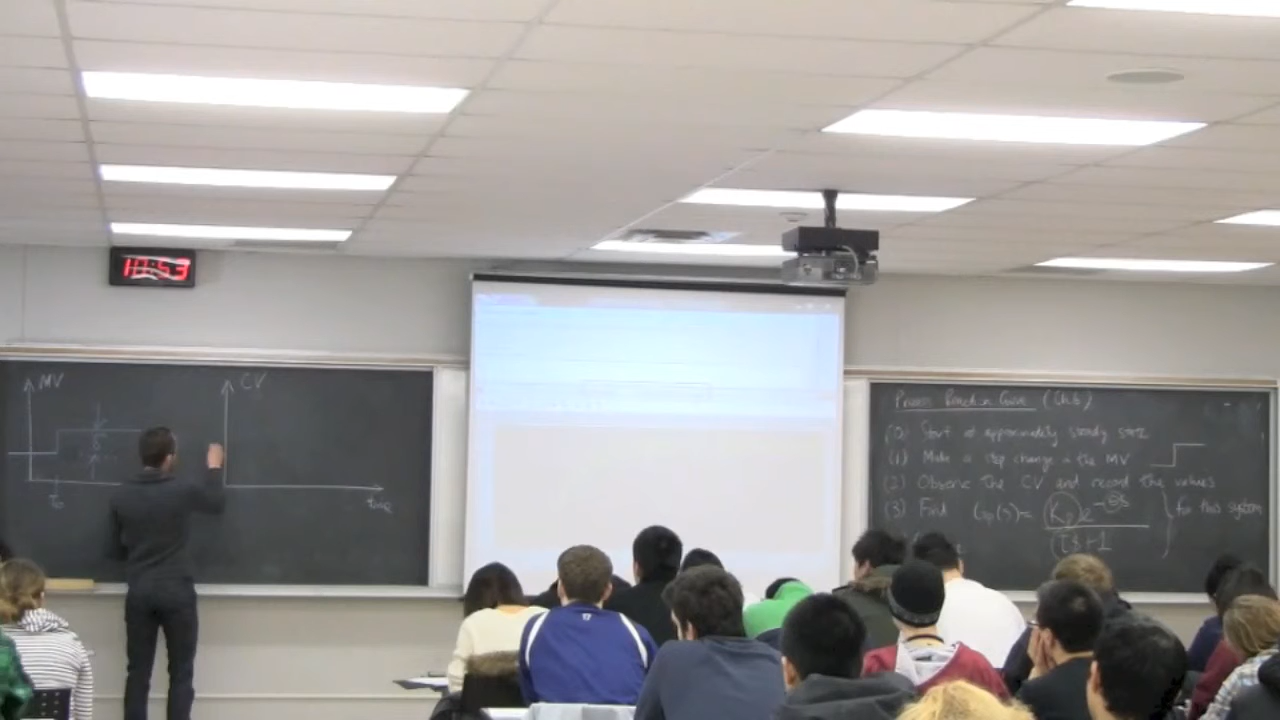 10:53
MV
t₀
CV
time
Process Reaction Curve (Ch.6)
(0) Start at approximately steady state
(1) Make a step change in the MV
(2) Observe the CV and record the values
(3) Find Gp(s) = Kp e^-θs / τs+1 } for this system
17